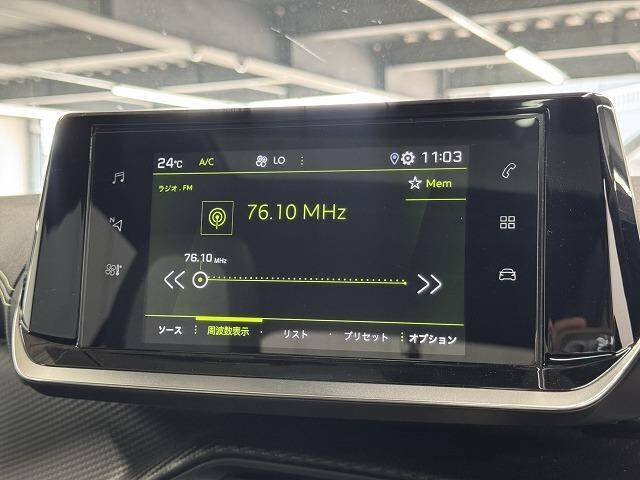 24℃ A/C LO 11:03
ラジオ . FM
Mem
76.10 MHz
N
76.10 MHz
ソース 周波数表示 リスト プリセット オプション